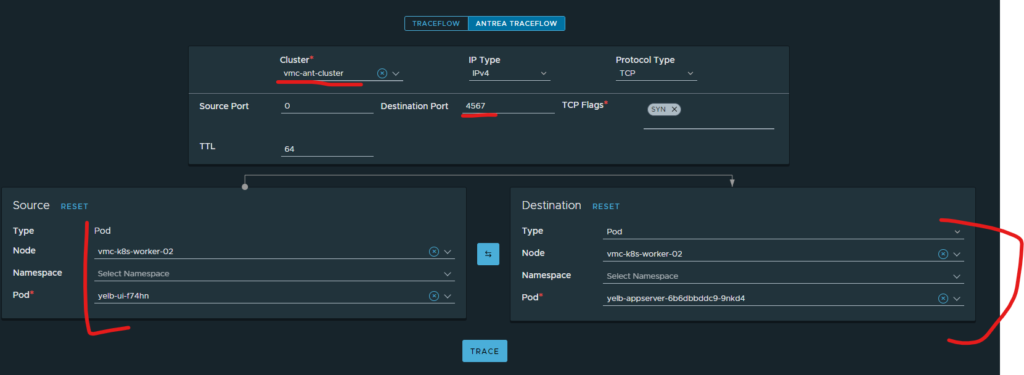 TRACEFLOW ANTREA TRACEFLOW
Cluster* IP Type Protocol Type
vmc-ant-cluster IPv4 TCP
Source Port 0 Destination Port 4567 TCP Flags* SYN
TTL 64
Source RESET
Type Pod
Node vmc-k8s-worker-02
Namespace Select Namespace
Pod* yelb-ui-f74hn
Destination RESET
Type Pod
Node vmc-k8s-worker-02
Namespace Select Namespace
Pod* yelb-appserver-6b6dbbddc9-9nkd4
TRACE